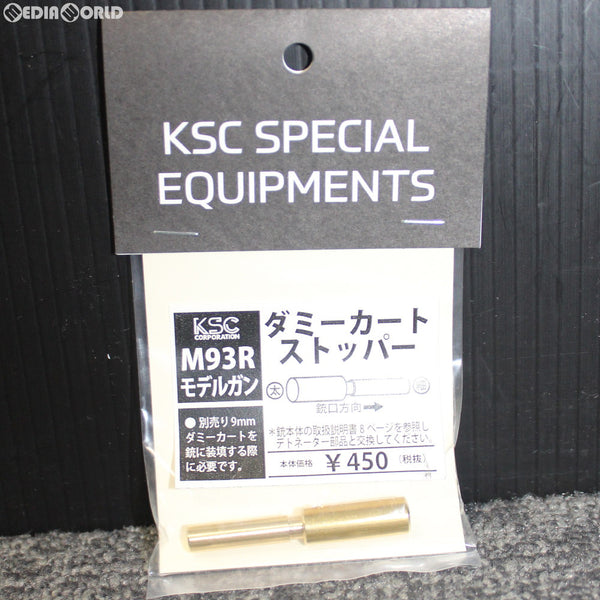 MEDIAWORLD
KSC SPECIAL
EQUIPMENTS
KSC
CORPORATION
M93R
モデルガン
●別売り9mm
ダミーカートを
銃に装填する際
に必要です。
ダミーカート
ストッパー
太
細
銃口方向→
*銃本体の取扱説明書8ページを参照し
デトネーター部品と交換してください。
本体価格 ¥450 (税抜)